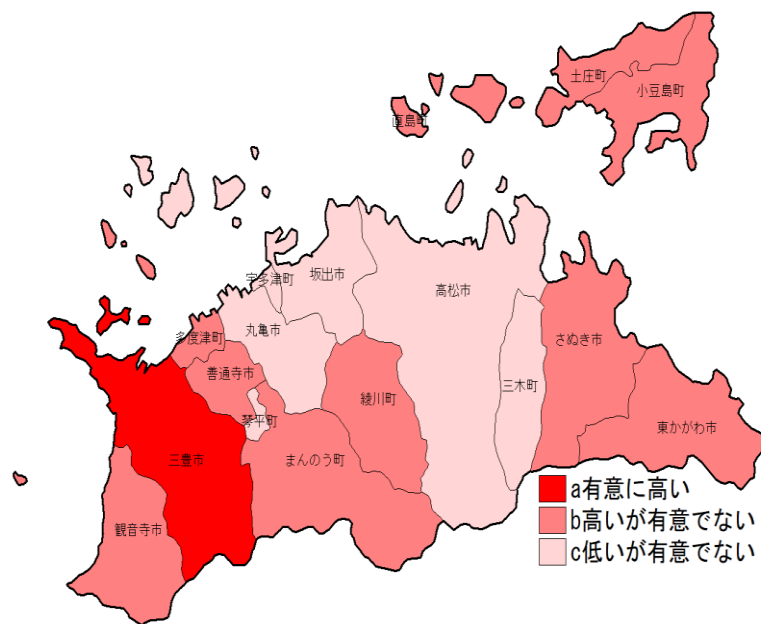 土庄町
小豆島町
直島町
宇多津町
坂出市
高松市
多度津町
丸亀市
さぬき市
善通寺市
三木町
綾川町
琴平町
東かがわ市
三豊市
まんのう町
観音寺市
a有意に高い
b高いが有意でない
c低いが有意でない